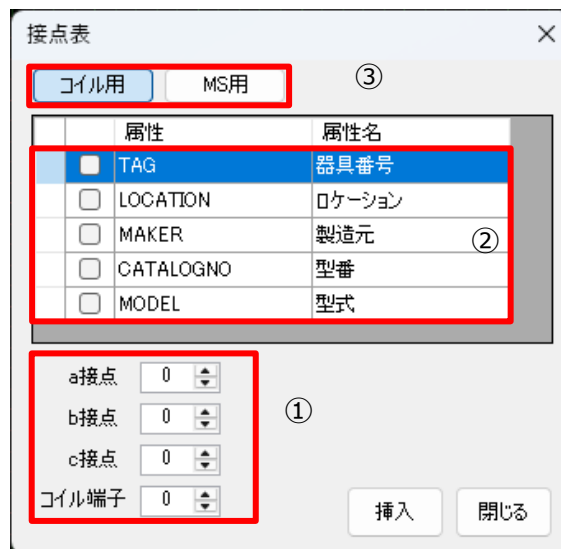 接点表
コイル用 MS用 ③
属性 属性名
TAG 器具番号
LOCATION ロケーション
MAKER 製造元 ②
CATALOGNO 型番
MODEL 型式
a接点 0
b接点 0 ①
c接点 0
コイル端子 0
挿入 閉じる